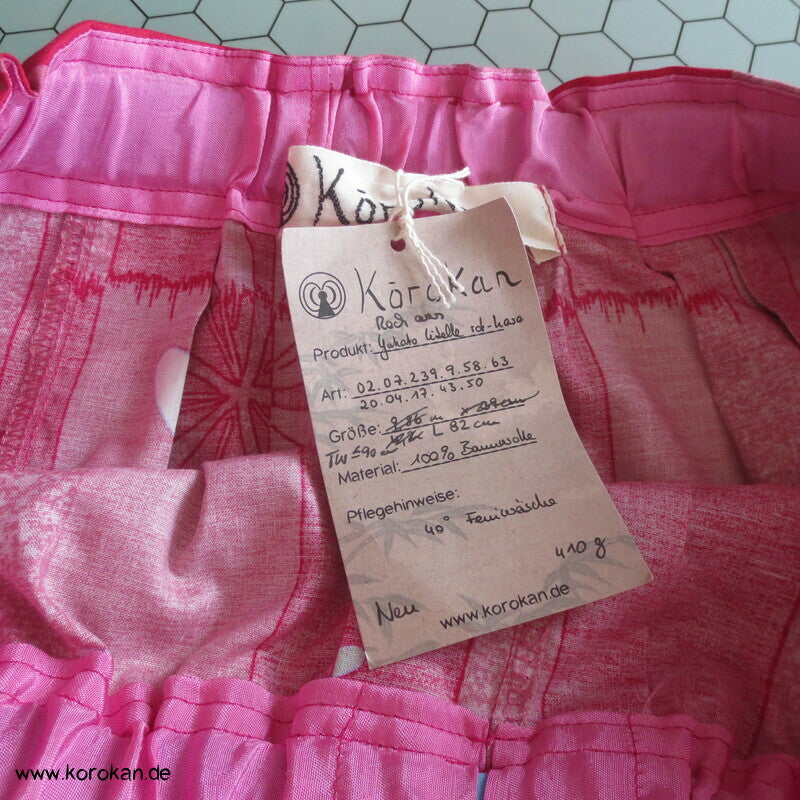 Kōro
Kōrokan
Rock aus
Produkt: Yukata Libelle rot-rosa
Art: 02.07.239.9.58.63
20.04.17.43.50
Größe:
TW ≤90 L 82 cm
Material: 100% Baumwolle
Pflegehinweise:
40° Feinwäsche
410 g
Neu
www.korokan.de
www.korokan.de